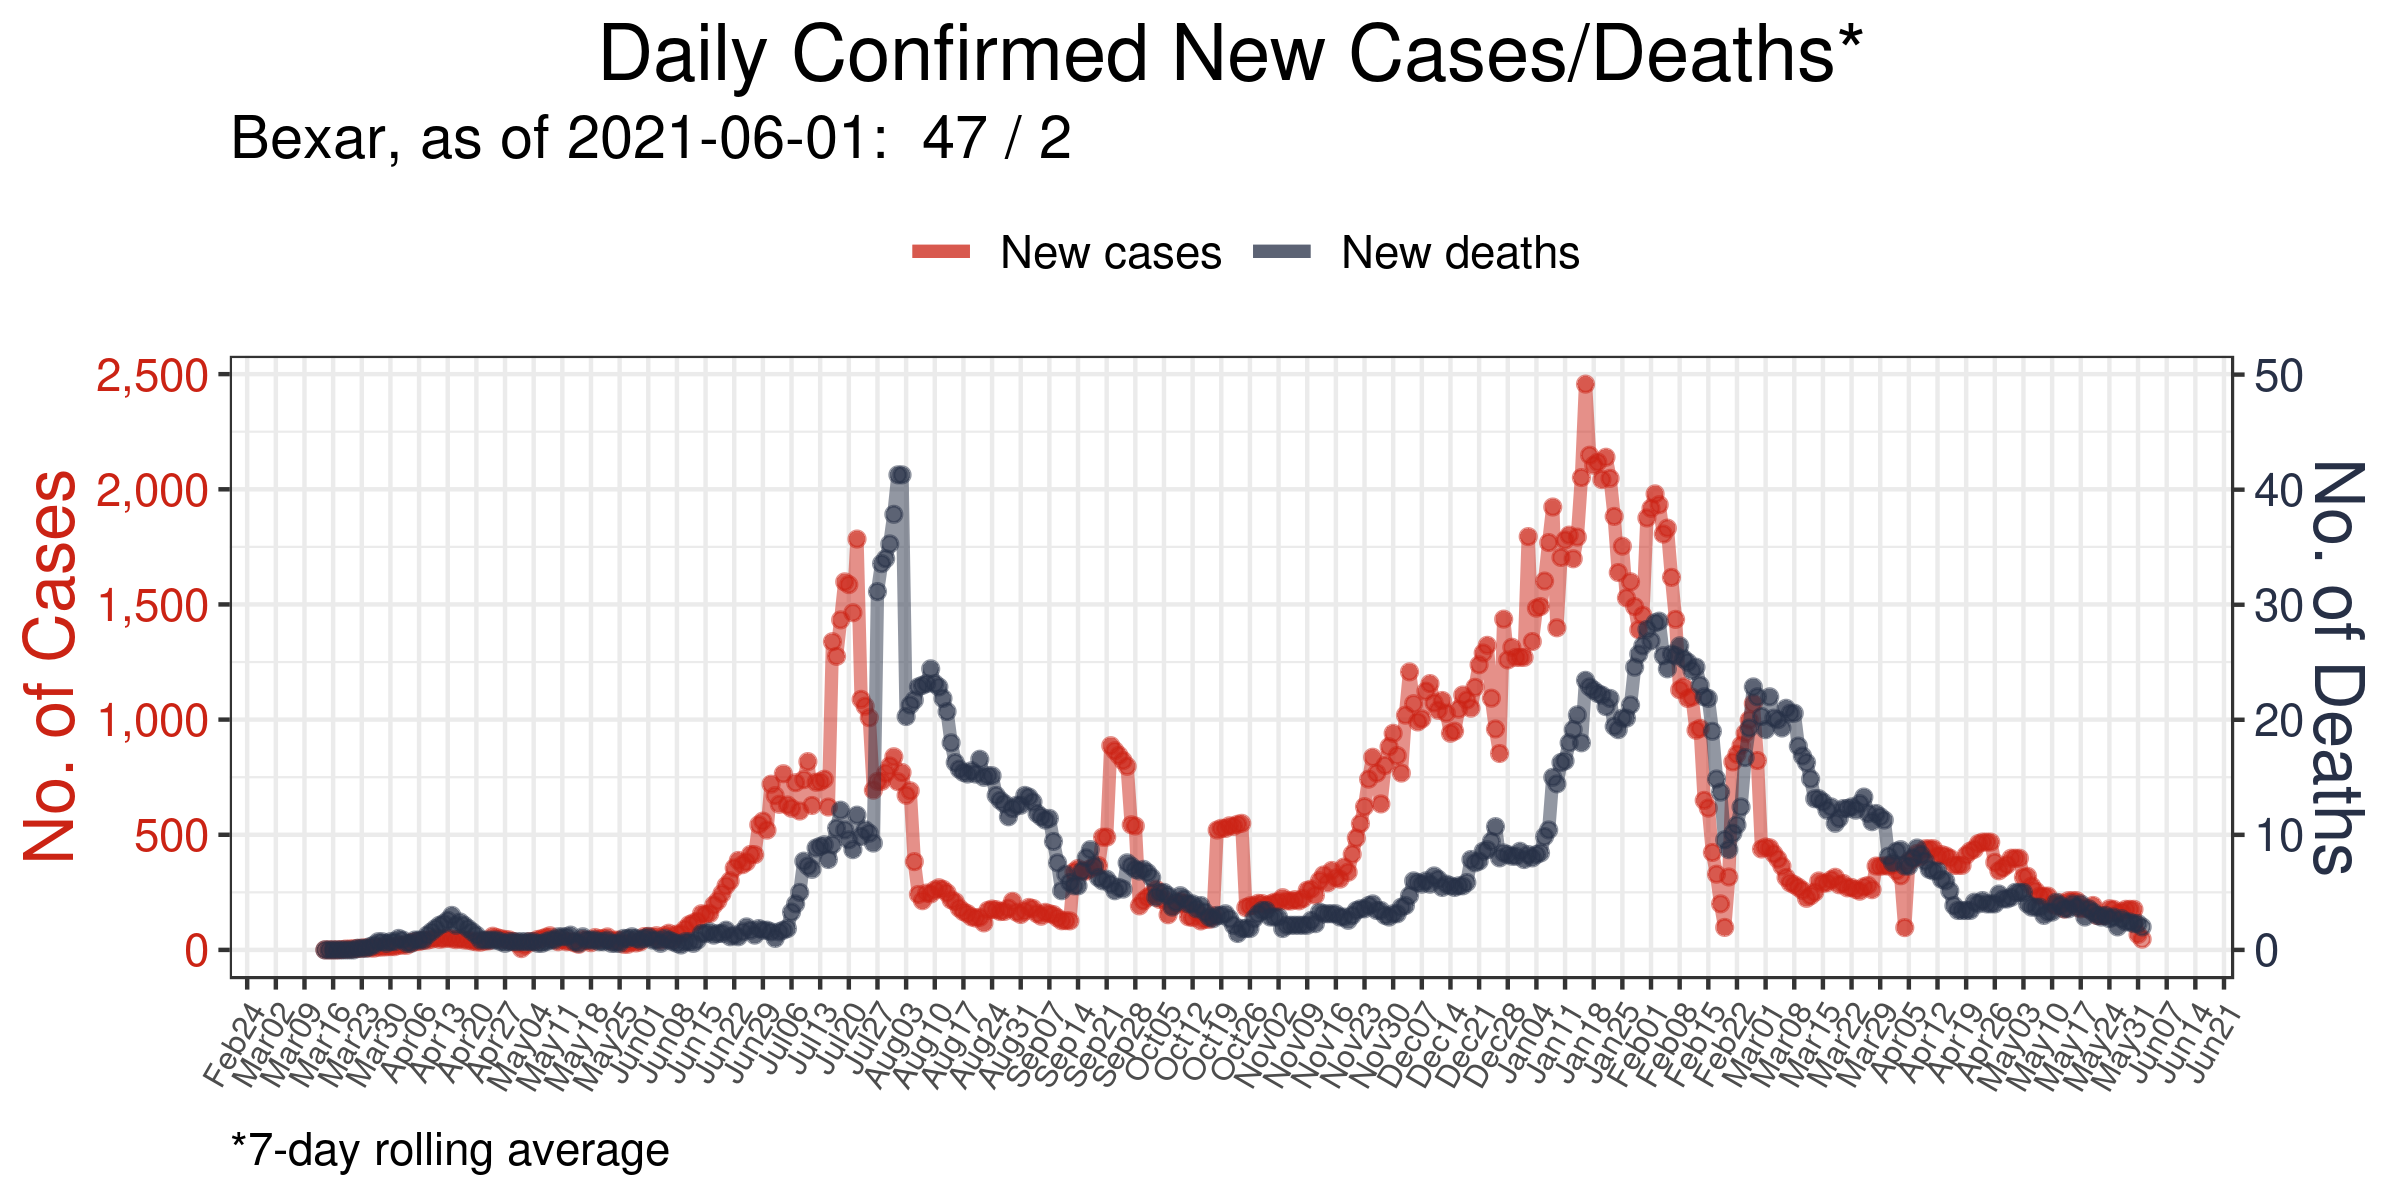 Daily Confirmed New Cases/Deaths*
Bexar, as of 2021-06-01:  47 / 2
New cases New deaths
No. of Cases
2,500
2,000
1,500
1,000
500
0
50
40
30
20
10
0
No. of Deaths
Feb24 Mar02 Mar09 Mar16 Mar23 Mar30 Apr06 Apr13 Apr20 Apr27 May04 May11 May18 May25 Jun01 Jun08 Jun15 Jun22 Jun29 Jul06 Jul13 Jul20 Jul27 Aug03 Aug10 Aug17 Aug24 Aug31 Sep07 Sep14 Sep21 Sep28 Oct05 Oct12 Oct19 Oct26 Nov02 Nov09 Nov16 Nov23 Nov30 Dec07 Dec14 Dec21 Dec28 Jan04 Jan11 Jan18 Jan25 Feb01 Feb08 Feb15 Feb22 Mar01 Mar08 Mar15 Mar22 Mar29 Apr05 Apr12 Apr19 Apr26 May03 May10 May17 May24 May31 Jun07 Jun14 Jun21
*7-day rolling average